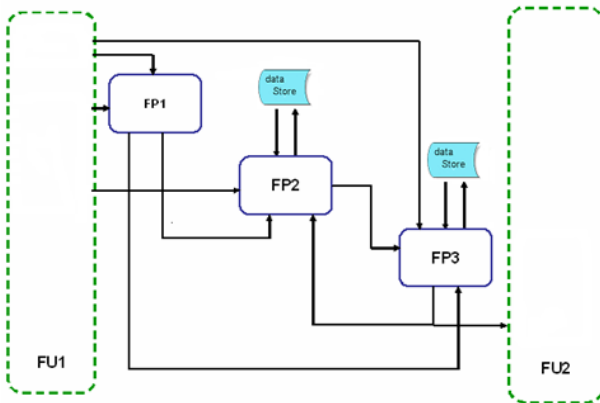 data
Store
FP1
data
Store
FP2
FP3
FU1
FU2